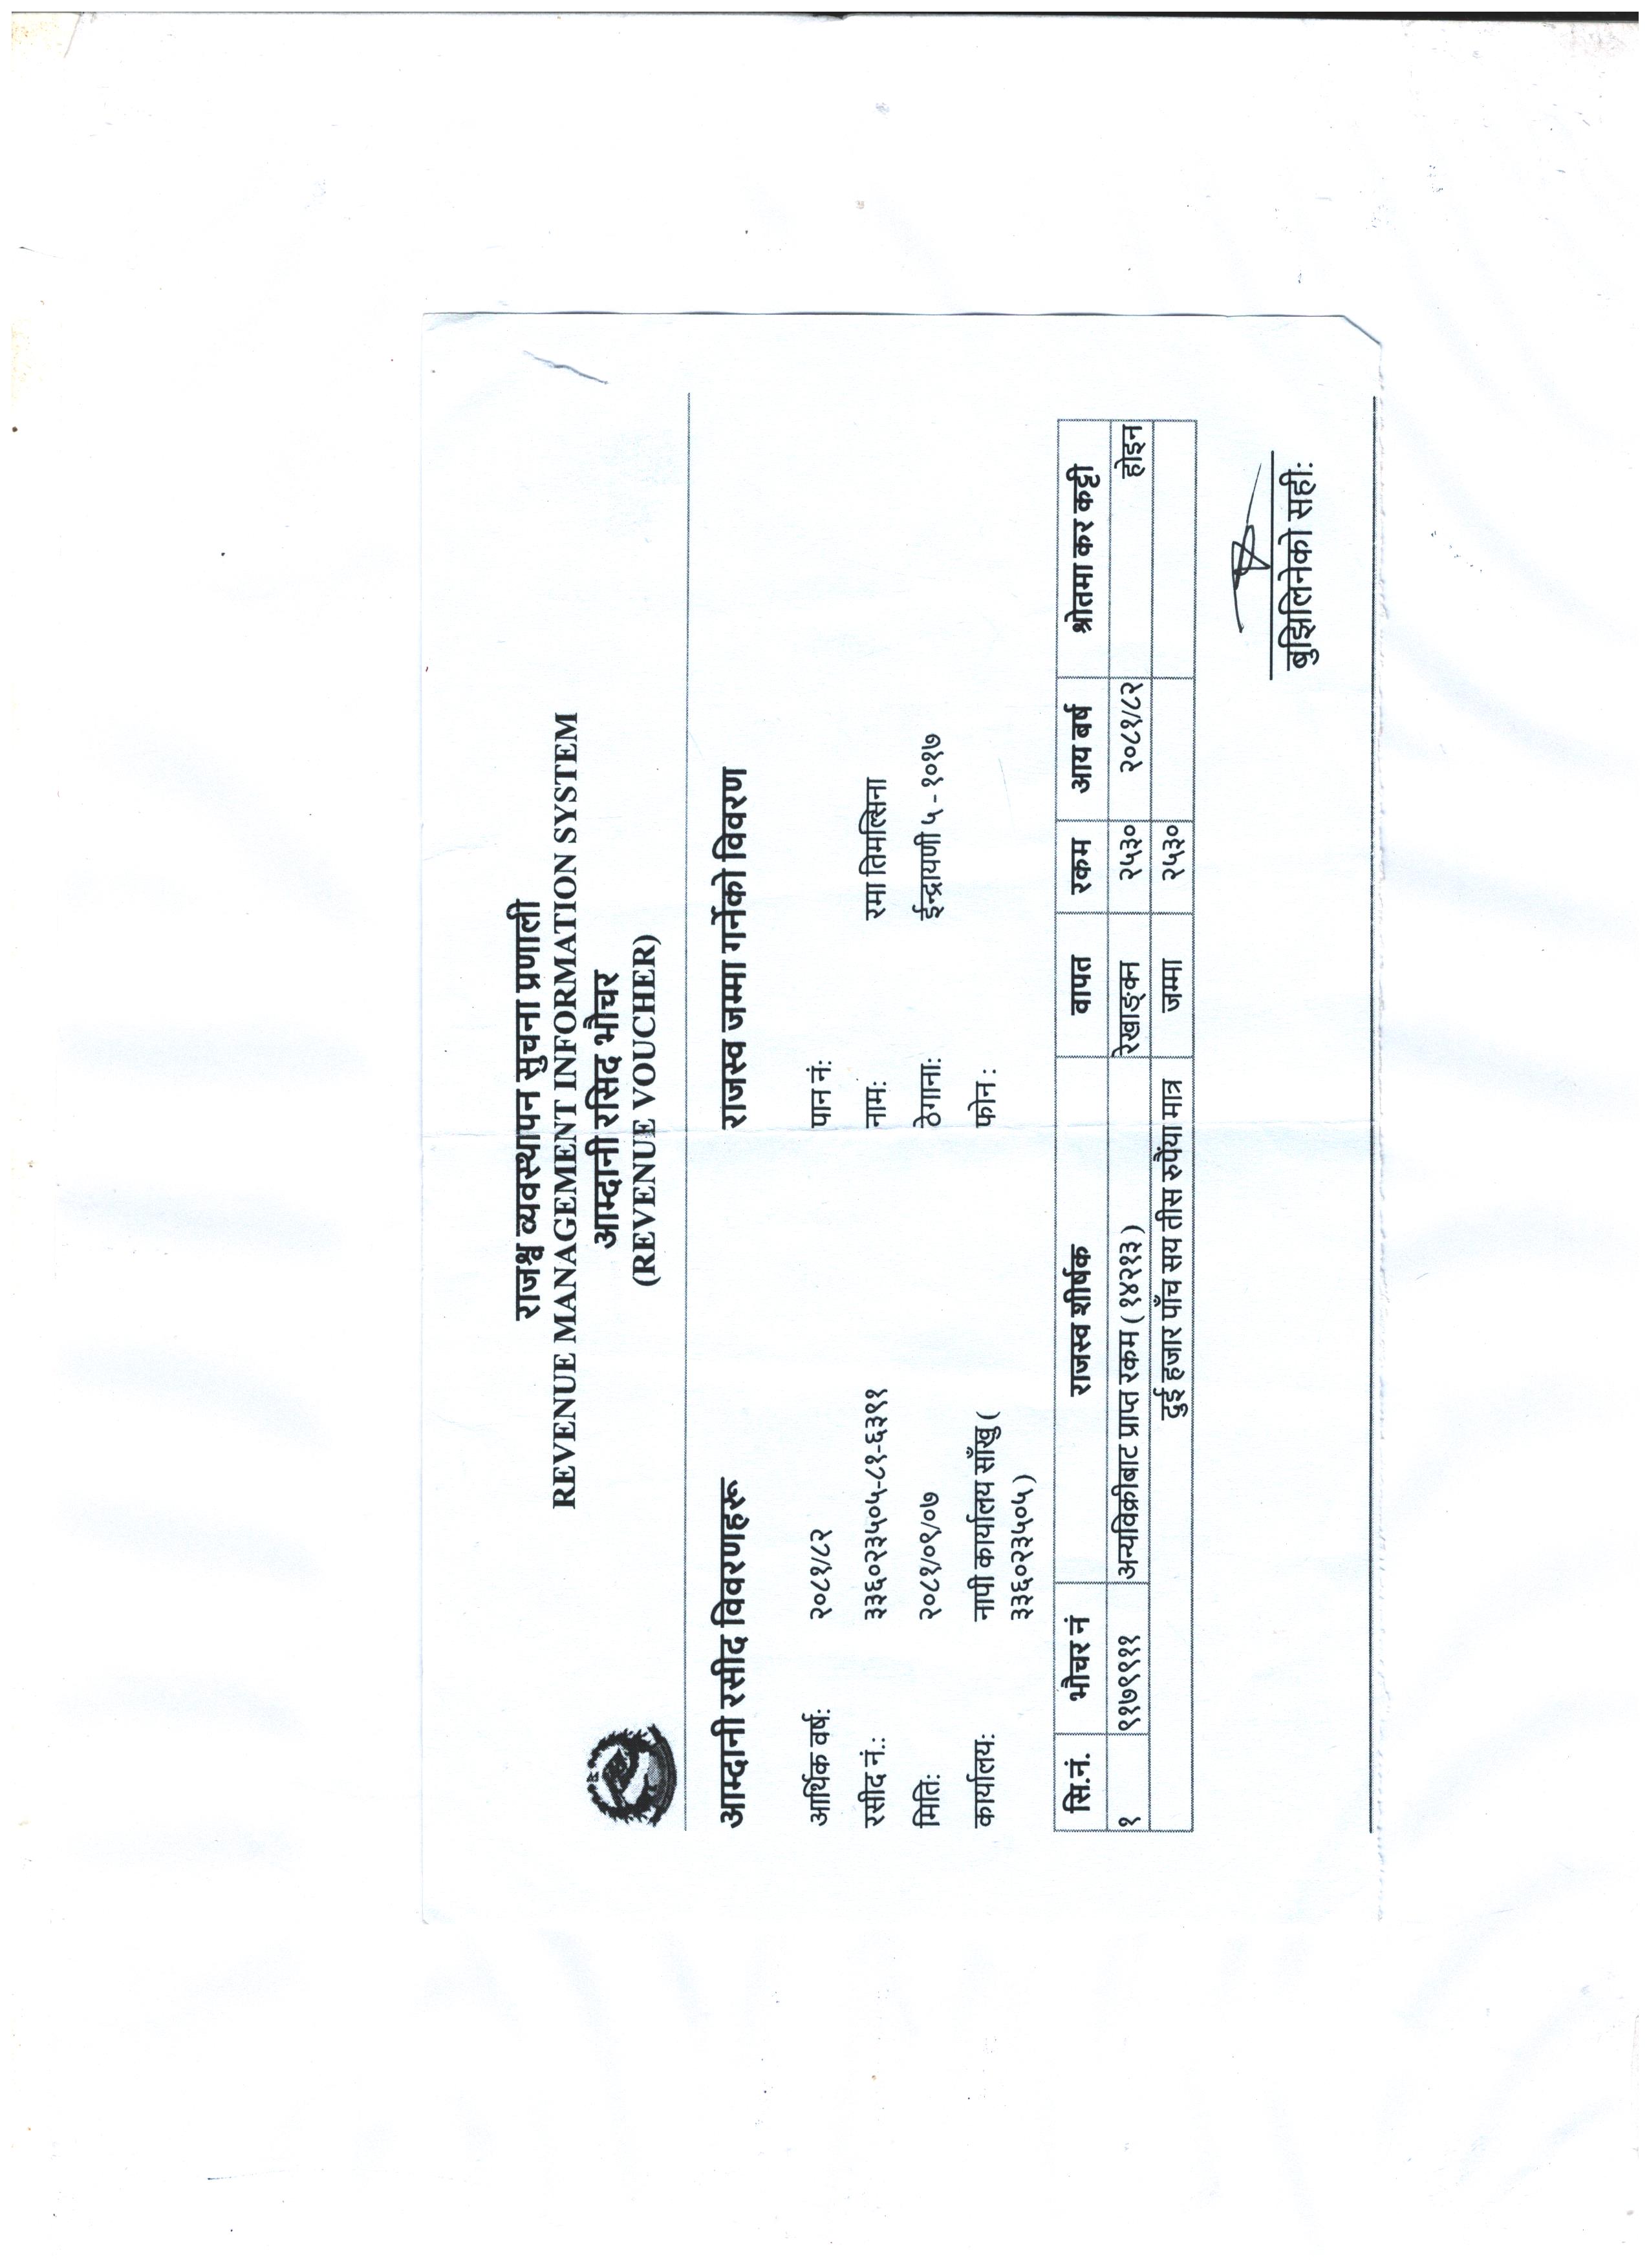 राजश्व व्यवस्थापन सुचना प्रणाली
REVENUE MANAGEMENT INFORMATION SYSTEM
आम्दानी रसिद भौचर
(REVENUE VOUCHER)
आम्दानी रसीद विवरणहरू राजस्व जम्मा गर्नेको विवरण
आर्थिक वर्ष: २०८१/८२ पान नं:
रसीद नं.: ३३६०२३५०५-८१-६३९१ नाम: रमा तिमल्सिना
मिति: २०८१/०९/०७ ठेगाना: ईन्द्रायणी ५ - १०१७
कार्यालय: नापी कार्यालय साँखु ( फोन :
३३६०२३५०५ )
सि.नं. भौचर नं राजस्व शीर्षक वापत रकम आय बर्ष श्रोतमा कर कट्टी
१ ९१७९९११ अन्यविक्रीबाट प्राप्त रकम ( १४२१३ ) रेखाङ्कन २५३० २०८१/८२ होइन
दुई हजार पाँच सय तीस रुपैंया मात्र जम्मा २५३०
बुझिलिनेको सही: